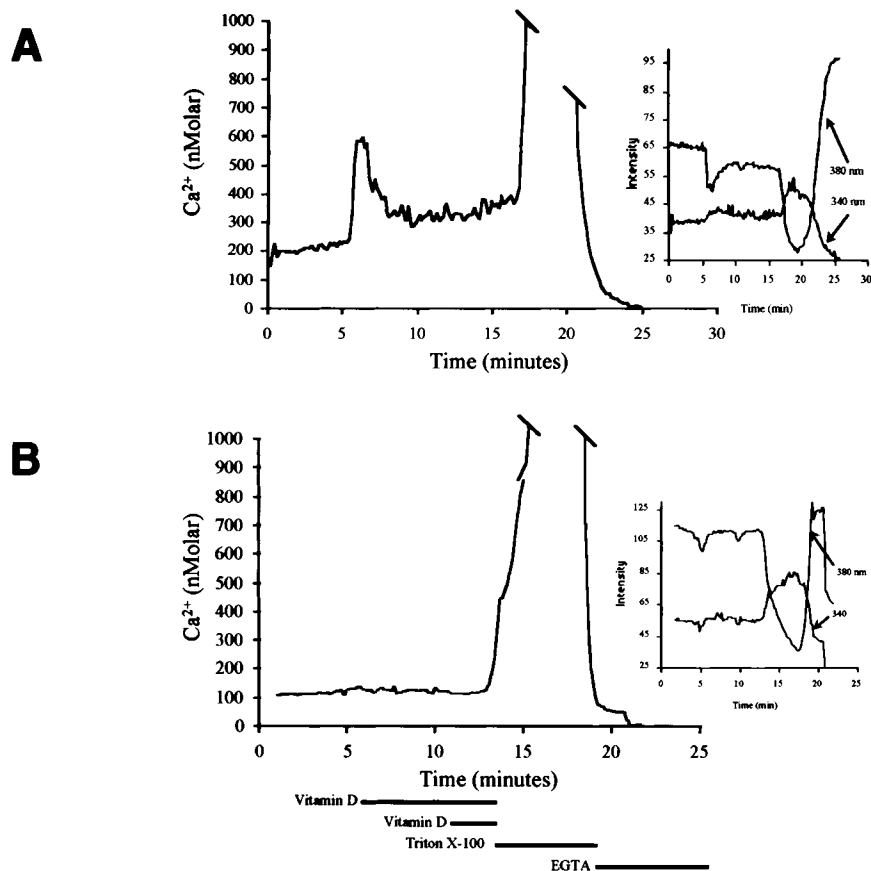 A
Ca²⁺ (nMolar)
1000
900
800
700
600
500
400
300
200
100
0
0 5 10 15 20 25 30
Time (minutes)
Intensity
95
85
75
65
55
45
35
25
380 nm
340 nm
0 5 10 15 20 25 30
Time (min)
B
Ca²⁺ (nMolar)
1000
900
800
700
600
500
400
300
200
100
0
0 5 10 15 20 25
Time (minutes)
Intensity
125
105
85
65
45
25
380 nm
340
0 5 10 15 20 25
Time (min)
Vitamin D
Vitamin D
Triton X-100
EGTA